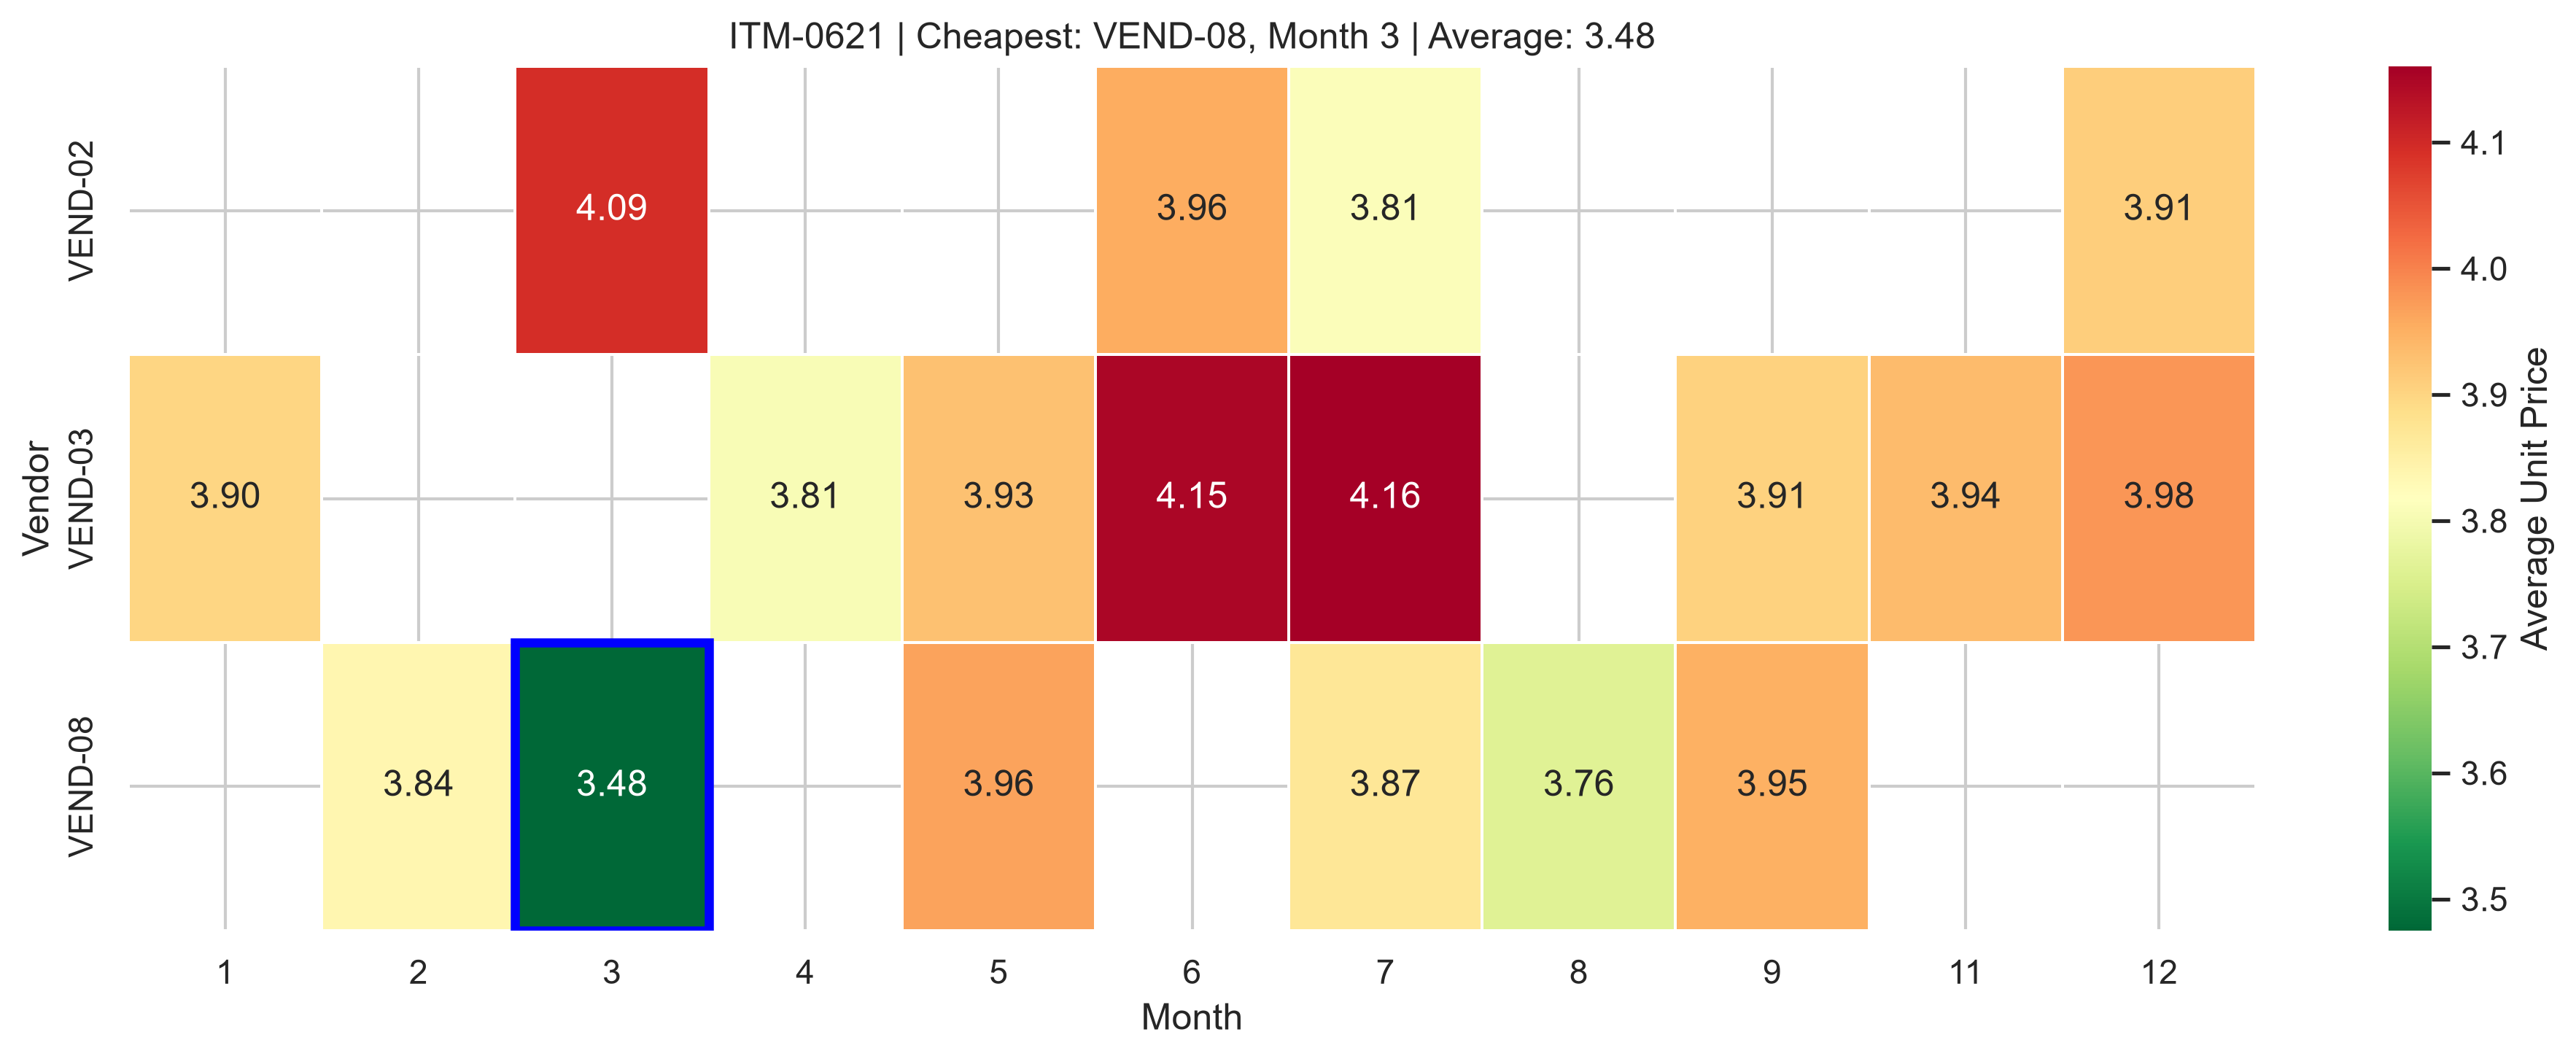 ITM-0621 | Cheapest: VEND-08, Month 3 | Average: 3.48
Vendor
VEND-02
4.09 3.96 3.81 3.91
VEND-03
3.90 3.81 3.93 4.15 4.16 3.91 3.94 3.98
VEND-08
3.84 3.48 3.96 3.87 3.76 3.95
1 2 3 4 5 6 7 8 9 11 12
Month
4.1
4.0
3.9
3.8
3.7
3.6
3.5
Average Unit Price